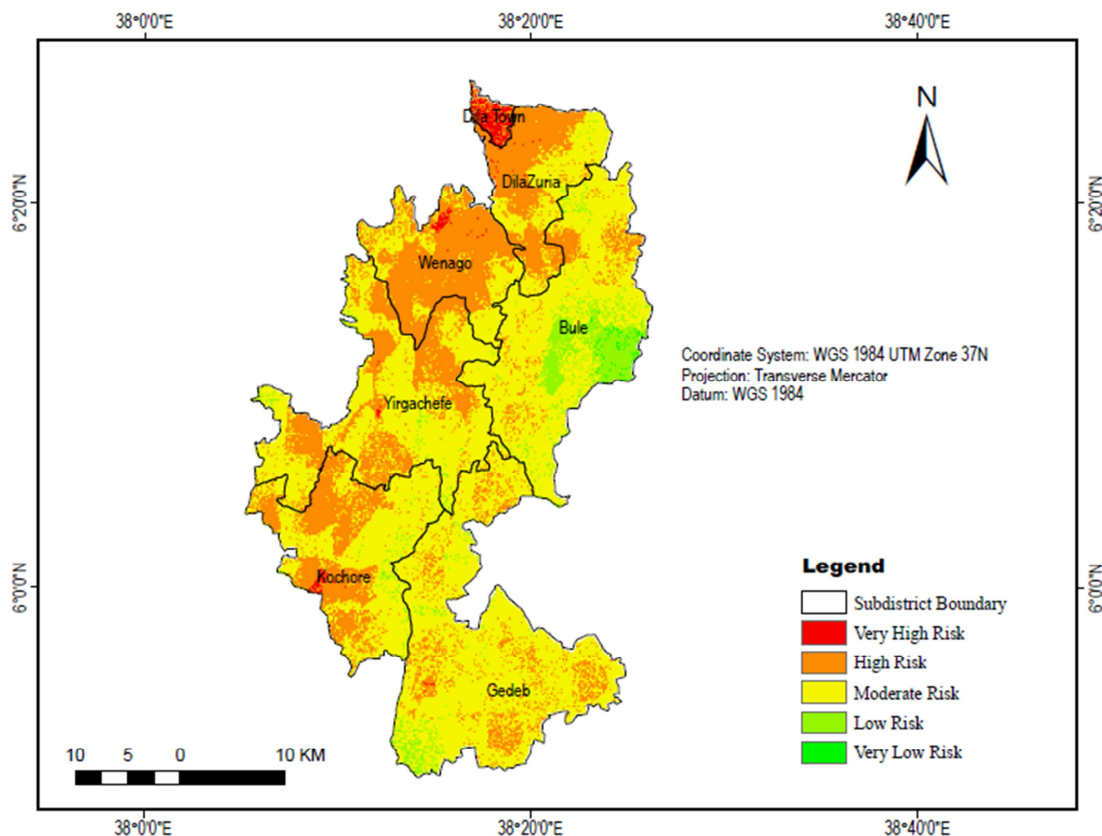 38°0'0"E 38°20'0"E 38°40'0"E
N
Dila Town
DilaZuria
6°20'0"N 6°20'0"N
Wenago
Bule
Coordinate System: WGS 1984 UTM Zone 37N
Projection: Transverse Mercator
Datum: WGS 1984
Yirgachefe
Kochore
6°0'0"N 6°0'0"N
Gedeb
Legend
Subdistrict Boundary
Very High Risk
High Risk
Moderate Risk
Low Risk
Very Low Risk
10 5 0 10 KM
38°0'0"E 38°20'0"E 38°40'0"E